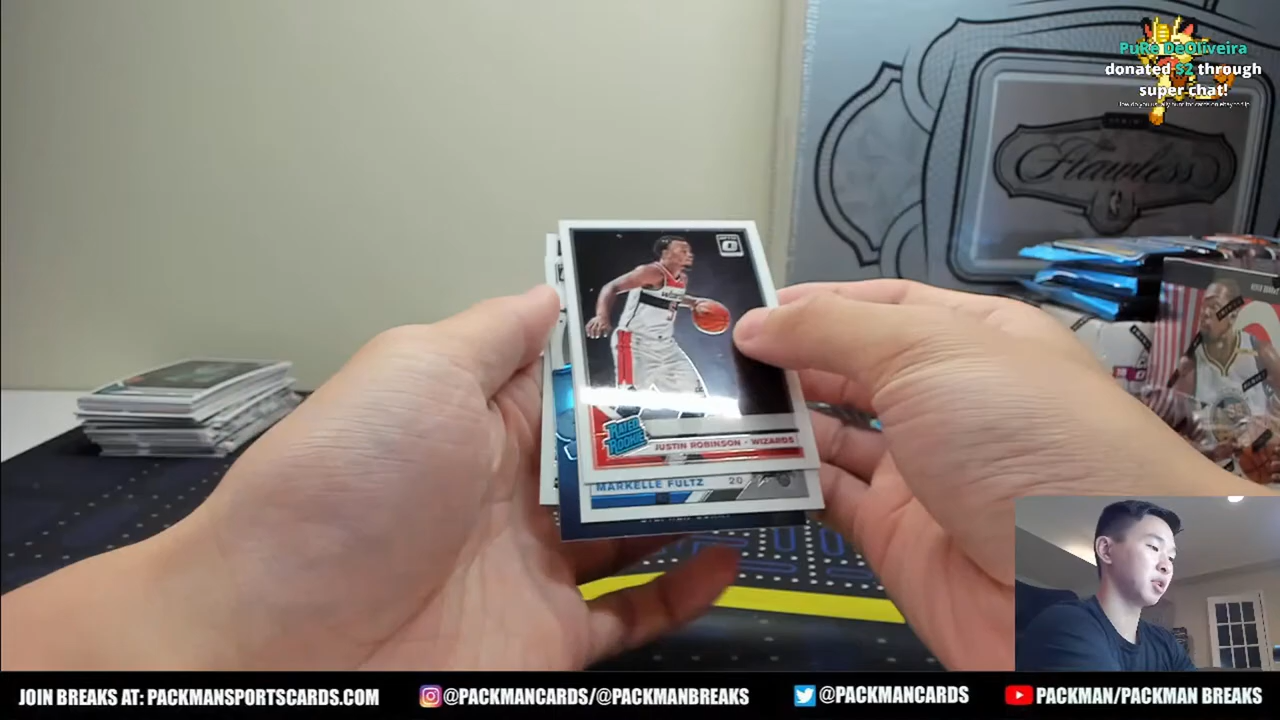 PuRe DeOliveira
donated $2 through
super chat!
Flawless
JUSTIN ROBINSON - WIZARDS
RATED
ROOKIE
MARKELLE FULTZ 20
JOIN BREAKS AT: PACKMANSPORTSCARDS.COM
@PACKMANCARDS/@PACKMANBREAKS
@PACKMANCARDS
PACKMAN/PACKMAN BREAKS